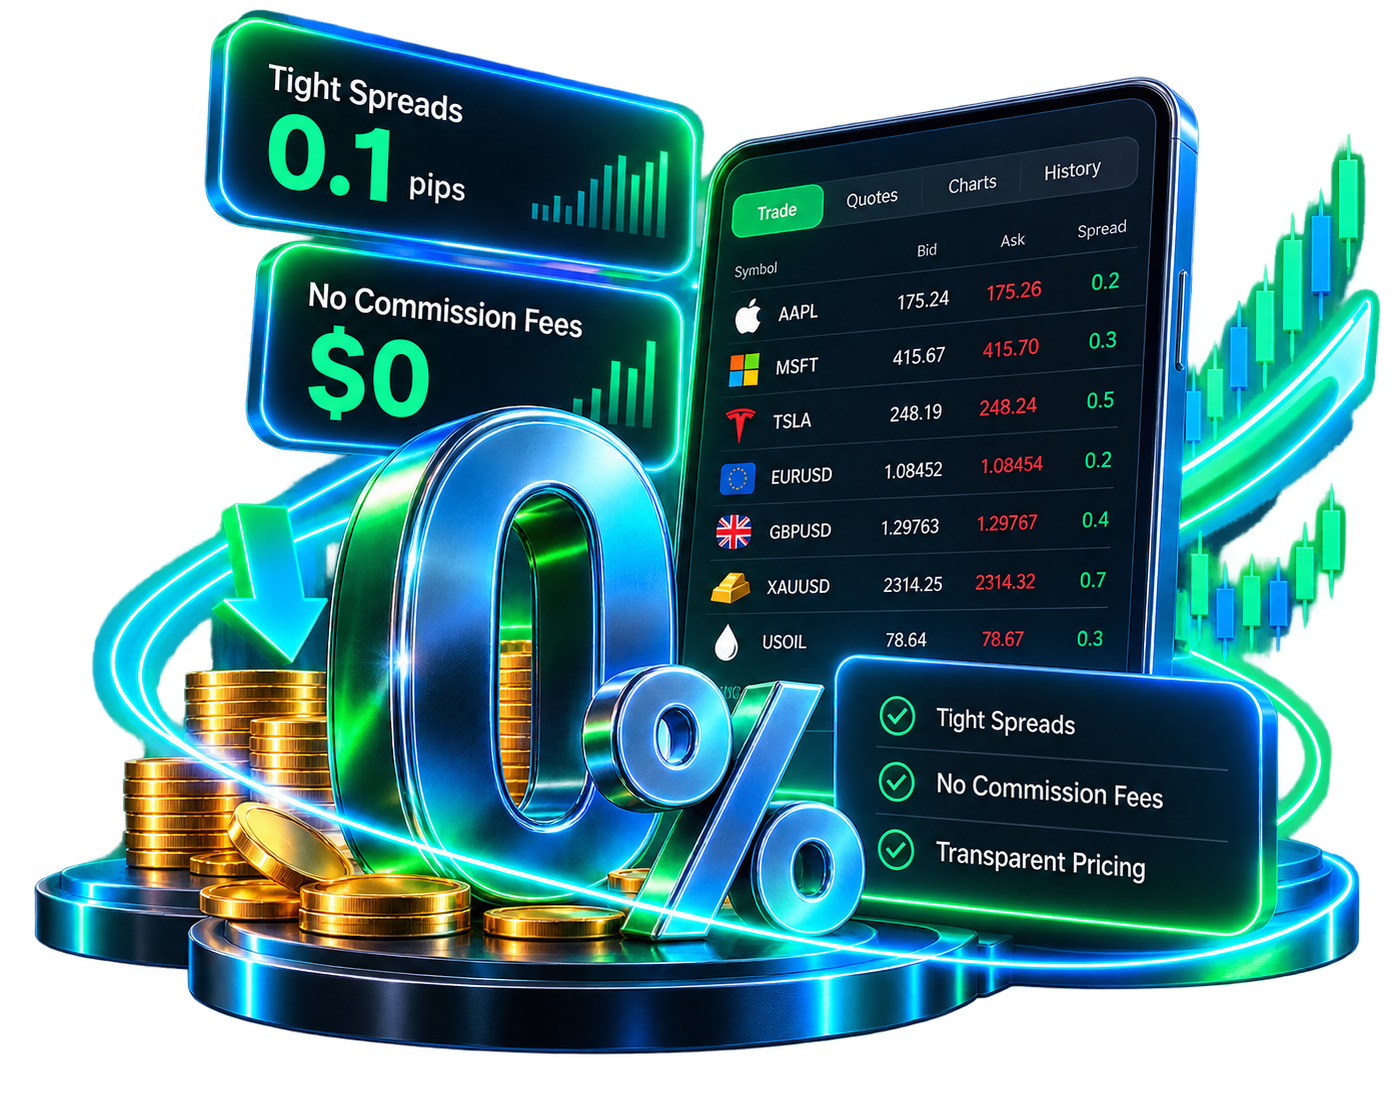 Tight Spreads
0.1 pips
No Commission Fees
$0
Trade Quotes Charts History
Symbol Bid Ask Spread
AAPL 175.24 175.26 0.2
MSFT 415.67 415.70 0.3
TSLA 248.19 248.24 0.5
EURUSD 1.08452 1.08454 0.2
GBPUSD 1.29763 1.29767 0.4
XAUUSD 2314.25 2314.32 0.7
USOIL 78.64 78.67 0.3
0%
Tight Spreads
No Commission Fees
Transparent Pricing